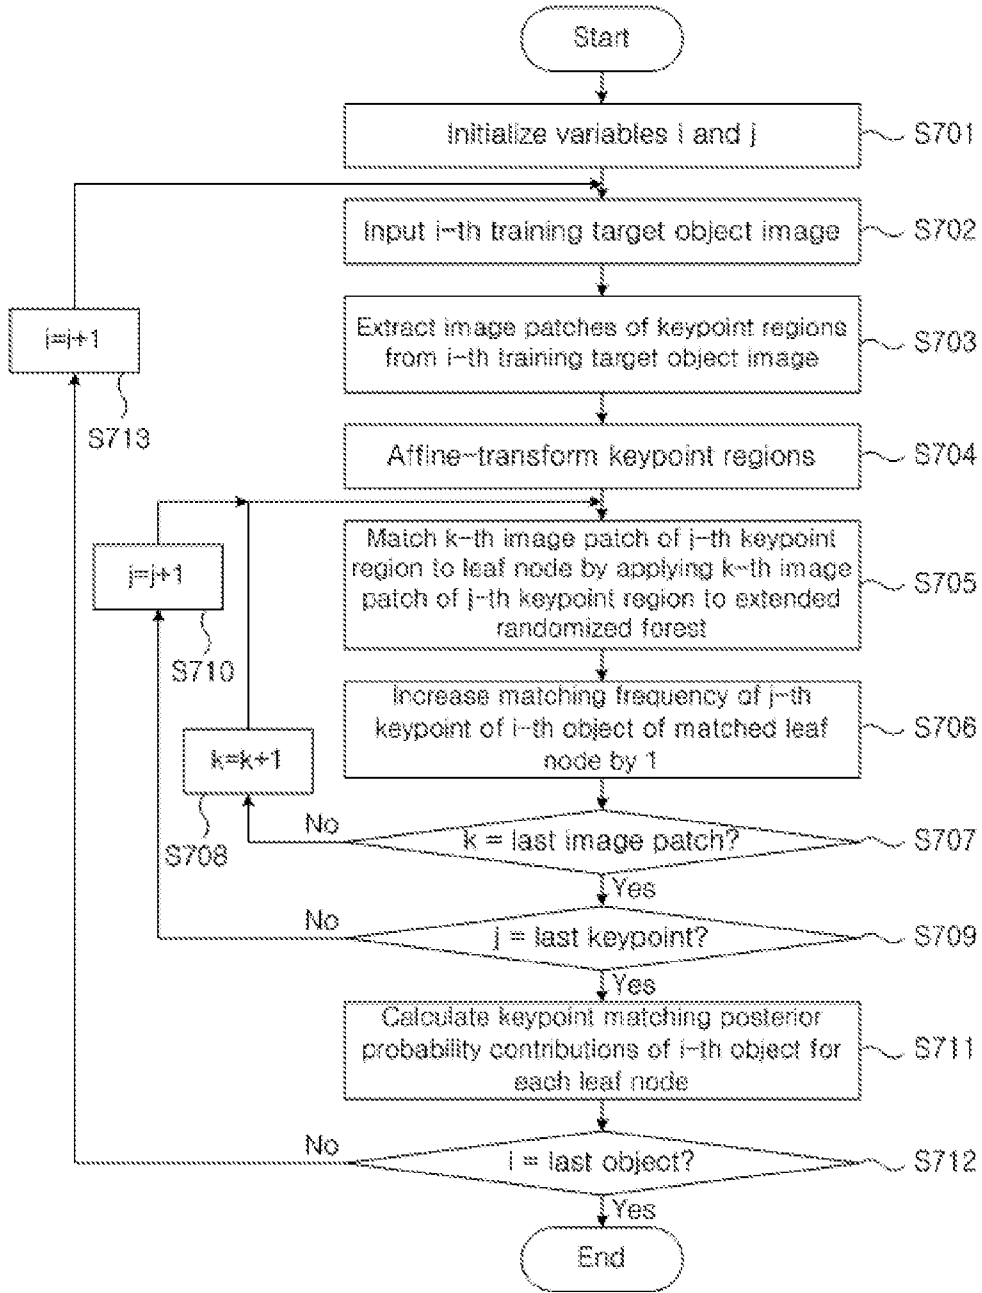 Start
Initialize variables i and j
S701
Input i-th training target object image
S702
i=i+1
S713
Extract image patches of keypoint regions
from i-th training target object image
S703
Affine-transform keypoint regions
S704
j=j+1
S710
Match k-th image patch of j-th keypoint
region to leaf node by applying k-th image
patch of j-th keypoint region to extended
randomized forest
S705
Increase matching frequency of j-th
keypoint of i-th object of matched leaf
node by 1
S706
k=k+1
S708
No
k = last image patch?
S707
Yes
No
j = last keypoint?
S709
Yes
Calculate keypoint matching posterior
probability contributions of i-th object for
each leaf node
S711
No
i = last object?
S712
Yes
End